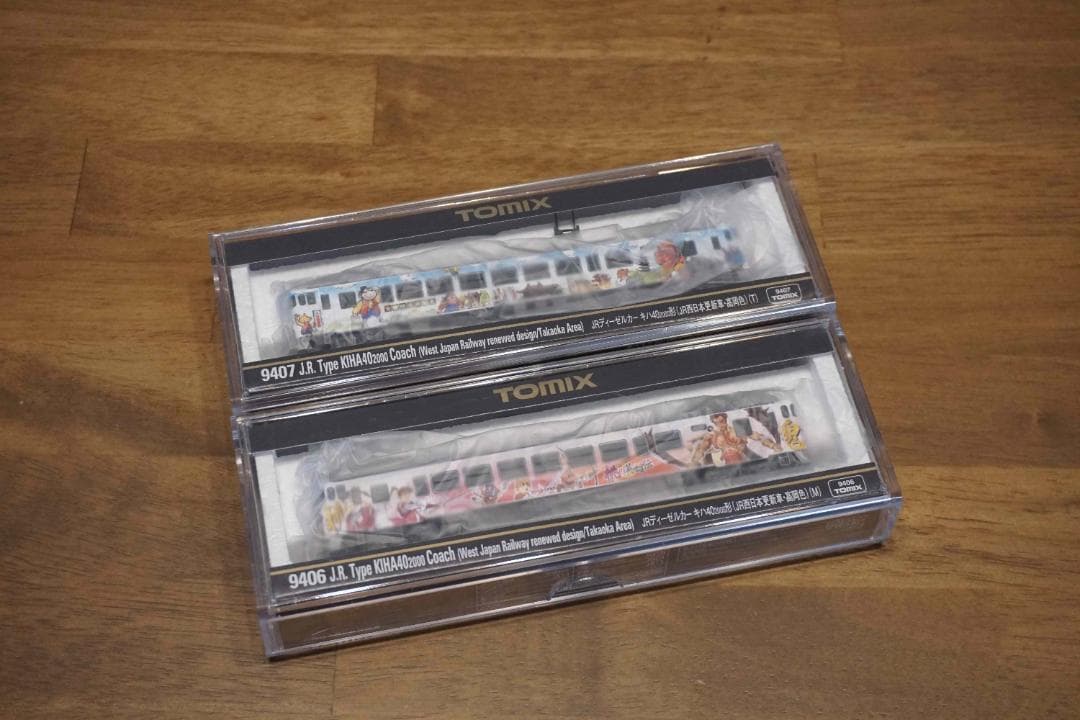 TOMIX
9407 J.R. Type KIHA40 2000 Coach (West Japan Railway renewed design/Takaoka Area) JRディーゼルカー キハ40 2000形(JR西日本更新車・高岡色)(T)
9407
TOMIX
TOMIX
鬼
9406 J.R. Type KIHA40 2000 Coach (West Japan Railway renewed design/Takaoka Area) JRディーゼルカー キハ40 2000形(JR西日本更新車・高岡色)(M)
9406
TOMIX